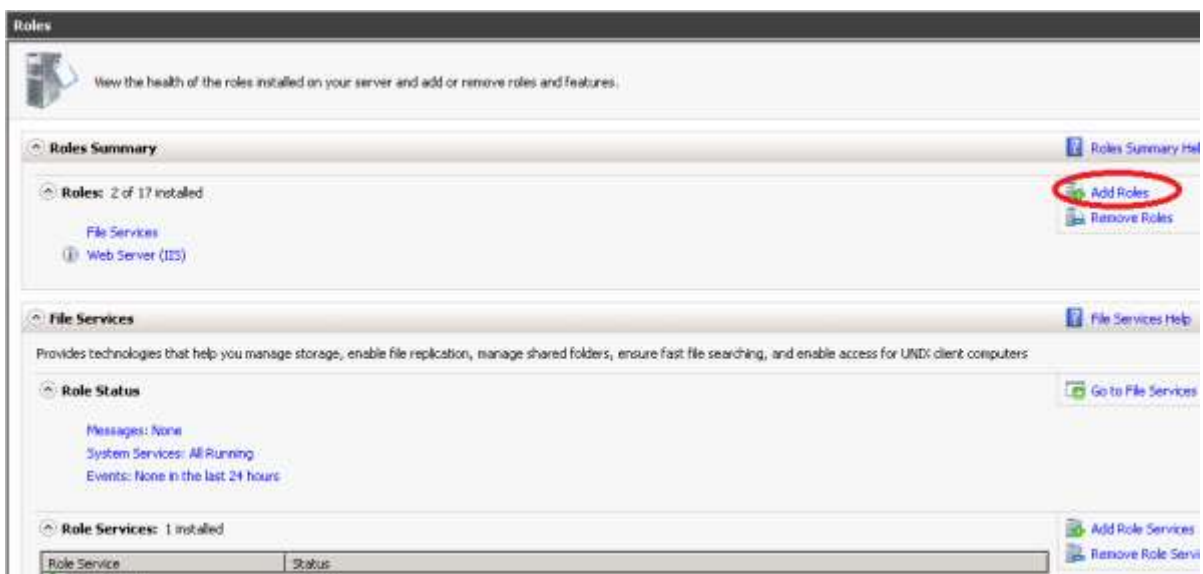 Roles
View the health of the roles installed on your server and add or remove roles and features.
Roles Summary
Roles Summary Hel
Roles: 2 of 17 installed
Add Roles
Remove Roles
File Services
Web Server (IIS)
File Services
File Services Help
Provides technologies that help you manage storage, enable file replication, manage shared folders, ensure fast file searching, and enable access for UNIX client computers
Role Status
Go to File Services
Messages: None
System Services: All Running
Events: None in the last 24 hours
Role Services: 1 installed
Add Role Services
Remove Role Servi
Role Service Status